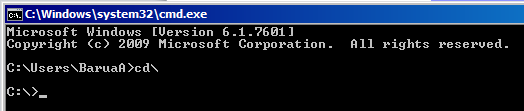 C:\Windows\system32\cmd.exe
Microsoft Windows [Version 6.1.7601]
Copyright (c) 2009 Microsoft Corporation.  All rights reserved.
C:\Users\BaruaA>cd\
C:\>_